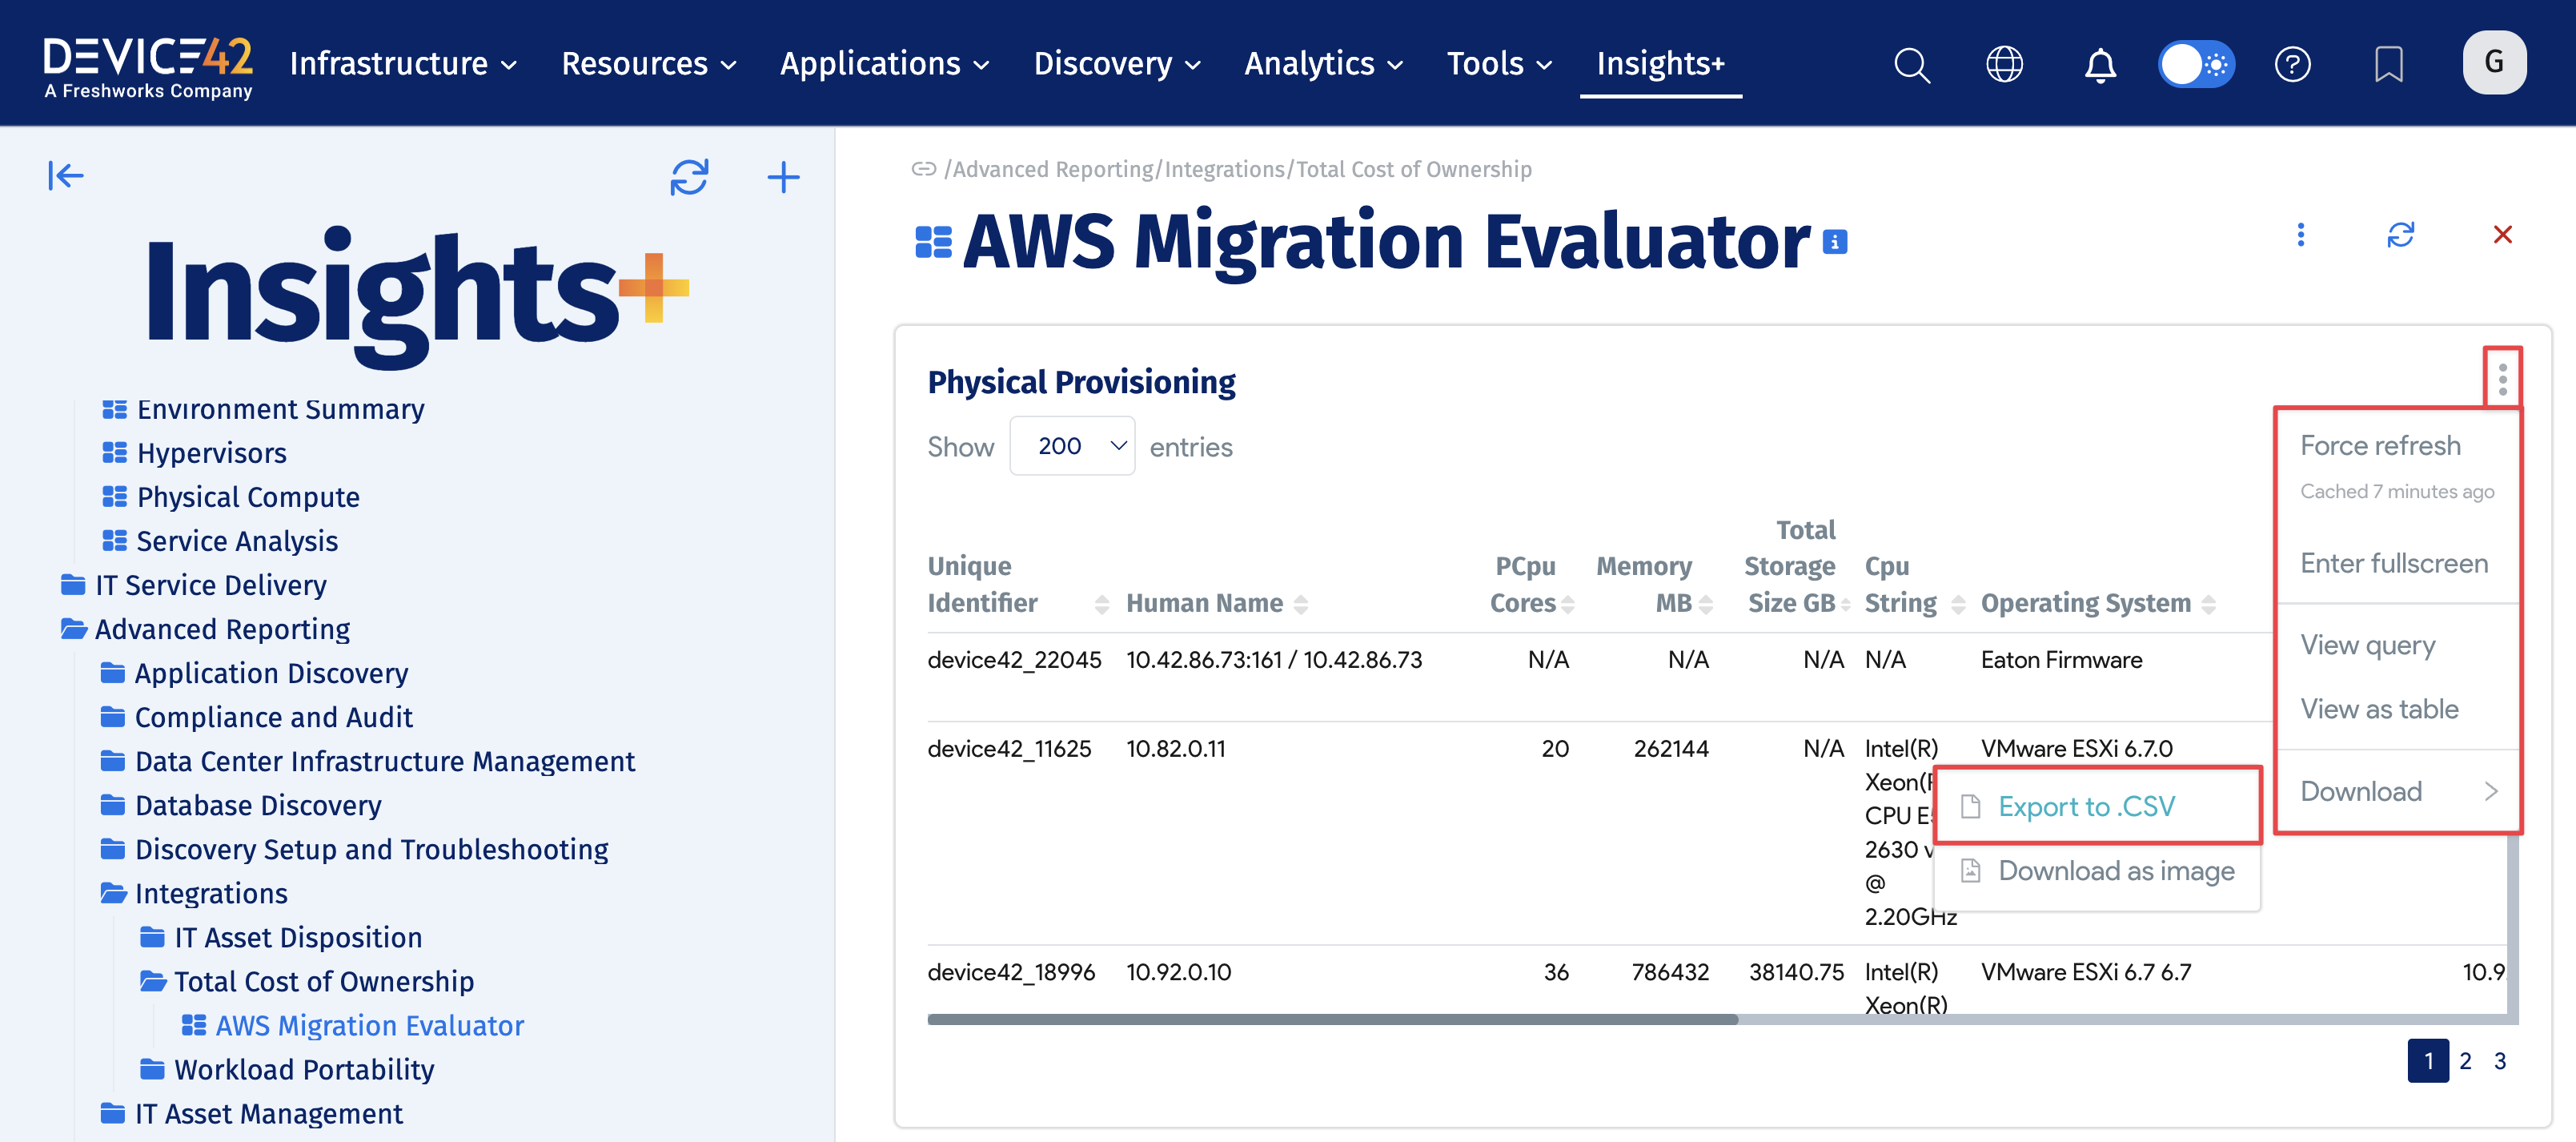 DEVICE42
A Freshworks Company
Infrastructure
Resources
Applications
Discovery
Analytics
Tools
Insights+
G
Insights+
Environment Summary
Hypervisors
Physical Compute
Service Analysis
IT Service Delivery
Advanced Reporting
Application Discovery
Compliance and Audit
Data Center Infrastructure Management
Database Discovery
Discovery Setup and Troubleshooting
Integrations
IT Asset Disposition
Total Cost of Ownership
AWS Migration Evaluator
Workload Portability
IT Asset Management
/Advanced Reporting/Integrations/Total Cost of Ownership
AWS Migration Evaluator
Physical Provisioning
Show 200 entries
Unique Identifier
Human Name
PCpu Cores
Memory MB
Total Storage Size GB
Cpu String
Operating System
device42_22045 10.42.86.73:161 / 10.42.86.73 N/A N/A N/A N/A Eaton Firmware
device42_11625 10.82.0.11 20 262144 N/A Intel(R) VMware ESXi 6.7.0
CPU
2630
@
2.20GHz
device42_18996 10.92.0.10 36 786432 38140.75 Intel(R) VMware ESXi 6.7 6.7 10.9
Xeon(R)
Force refresh
Cached 7 minutes ago
Enter fullscreen
View query
View as table
Download
Export to .CSV
Download as image
1 2 3